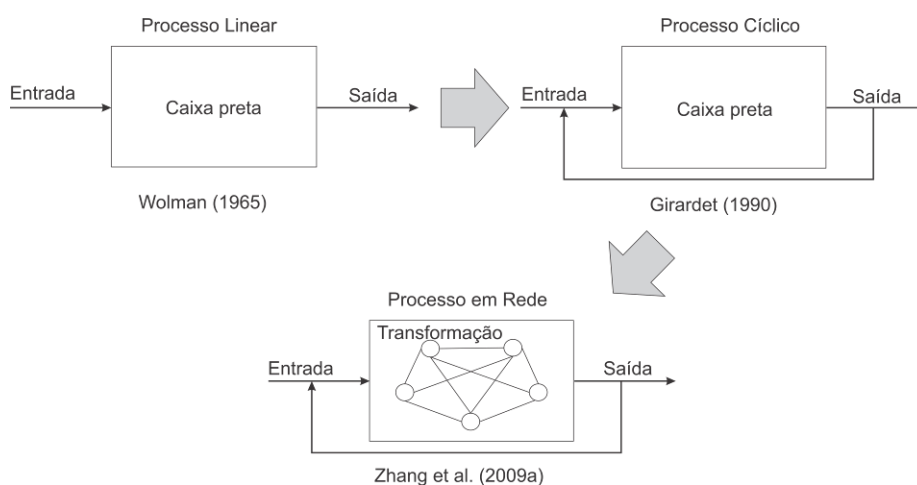 Processo Linear
Entrada
Caixa preta
Saída
Wolman (1965)
Processo Cíclico
Entrada
Caixa preta
Saída
Girardet (1990)
Processo em Rede
Transformação
Entrada
Saída
Zhang et al. (2009a)